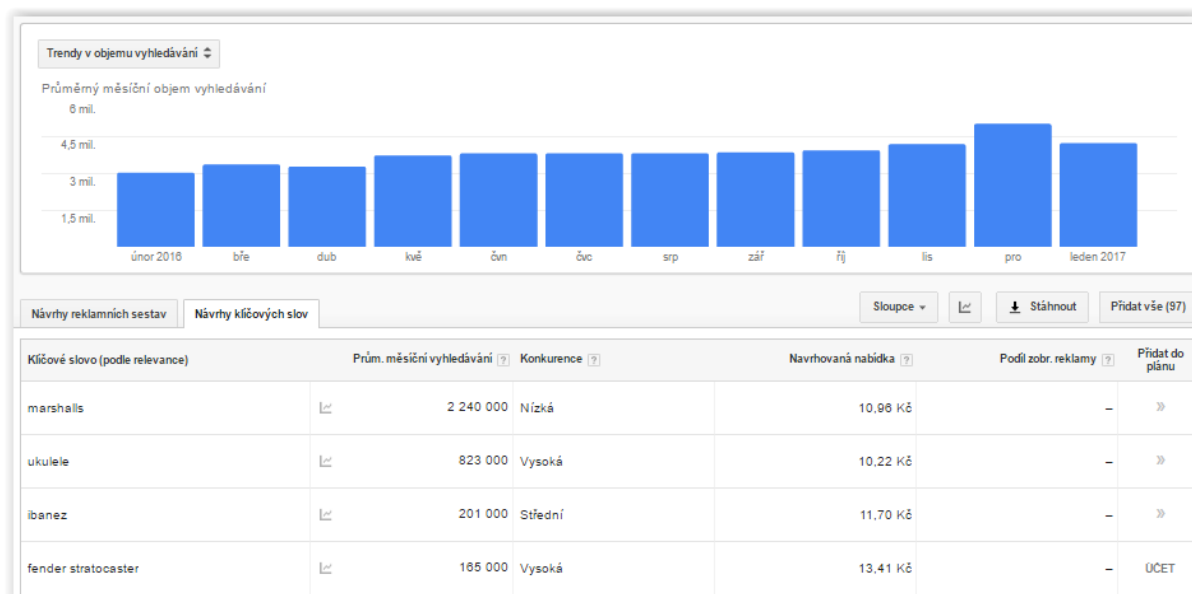 Trendy v objemu vyhledávání
Průměrný měsíční objem vyhledávání
6 mil.
4,5 mil.
3 mil.
1,5 mil.
únor 2016 bře dub kvě čvn čvc srp zář říj lis pro leden 2017
Návrhy reklamních sestav Návrhy klíčových slov Sloupce Stáhnout Přidat vše (97)
Klíčové slovo (podle relevance) Prům. měsíční vyhledávání ? Konkurence ? Navrhovaná nabídka ? Podíl zobr. reklamy ? Přidat do
plánu
marshalls 2 240 000 Nízká 10,96 Kč – »
ukulele 823 000 Vysoká 10,22 Kč – »
ibanez 201 000 Střední 11,70 Kč – »
fender stratocaster 165 000 Vysoká 13,41 Kč – ÚČET